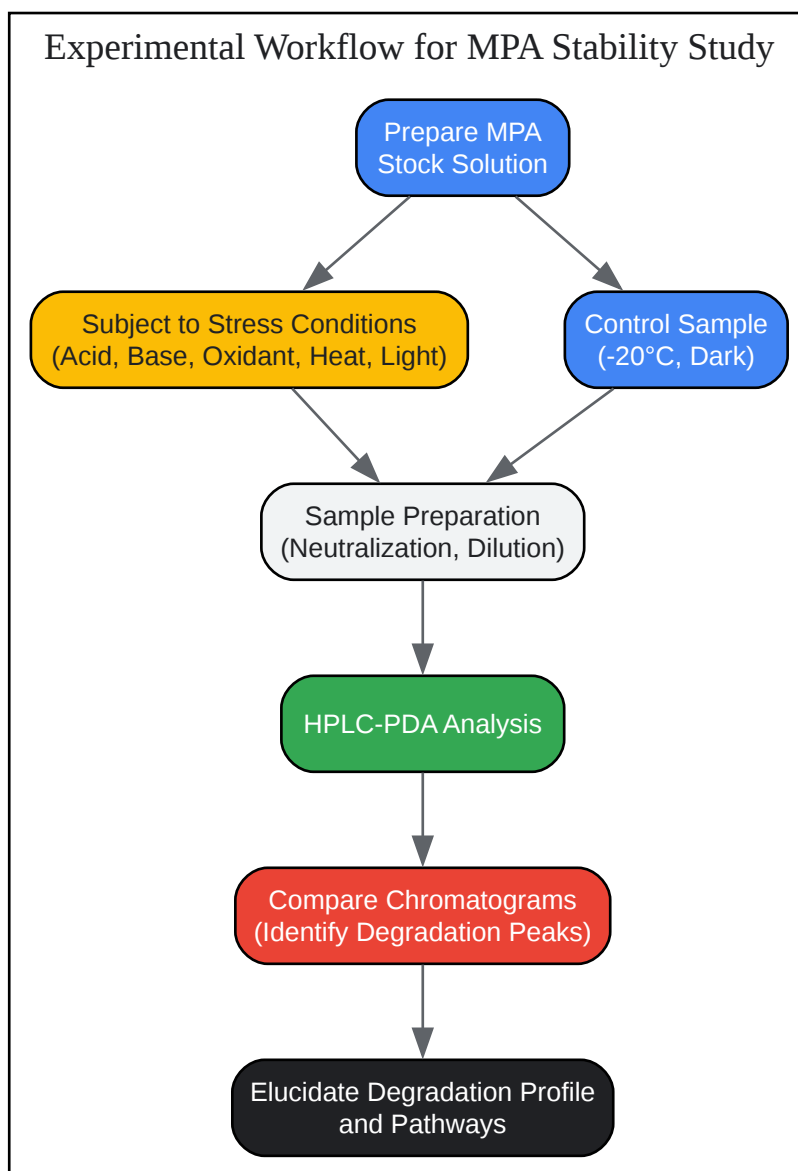 Experimental Workflow for MPA Stability Study
Prepare MPA
Stock Solution
Subject to Stress Conditions
(Acid, Base, Oxidant, Heat, Light)
Control Sample
(-20°C, Dark)
Sample Preparation
(Neutralization, Dilution)
HPLC-PDA Analysis
Compare Chromatograms
(Identify Degradation Peaks)
Elucidate Degradation Profile
and Pathways